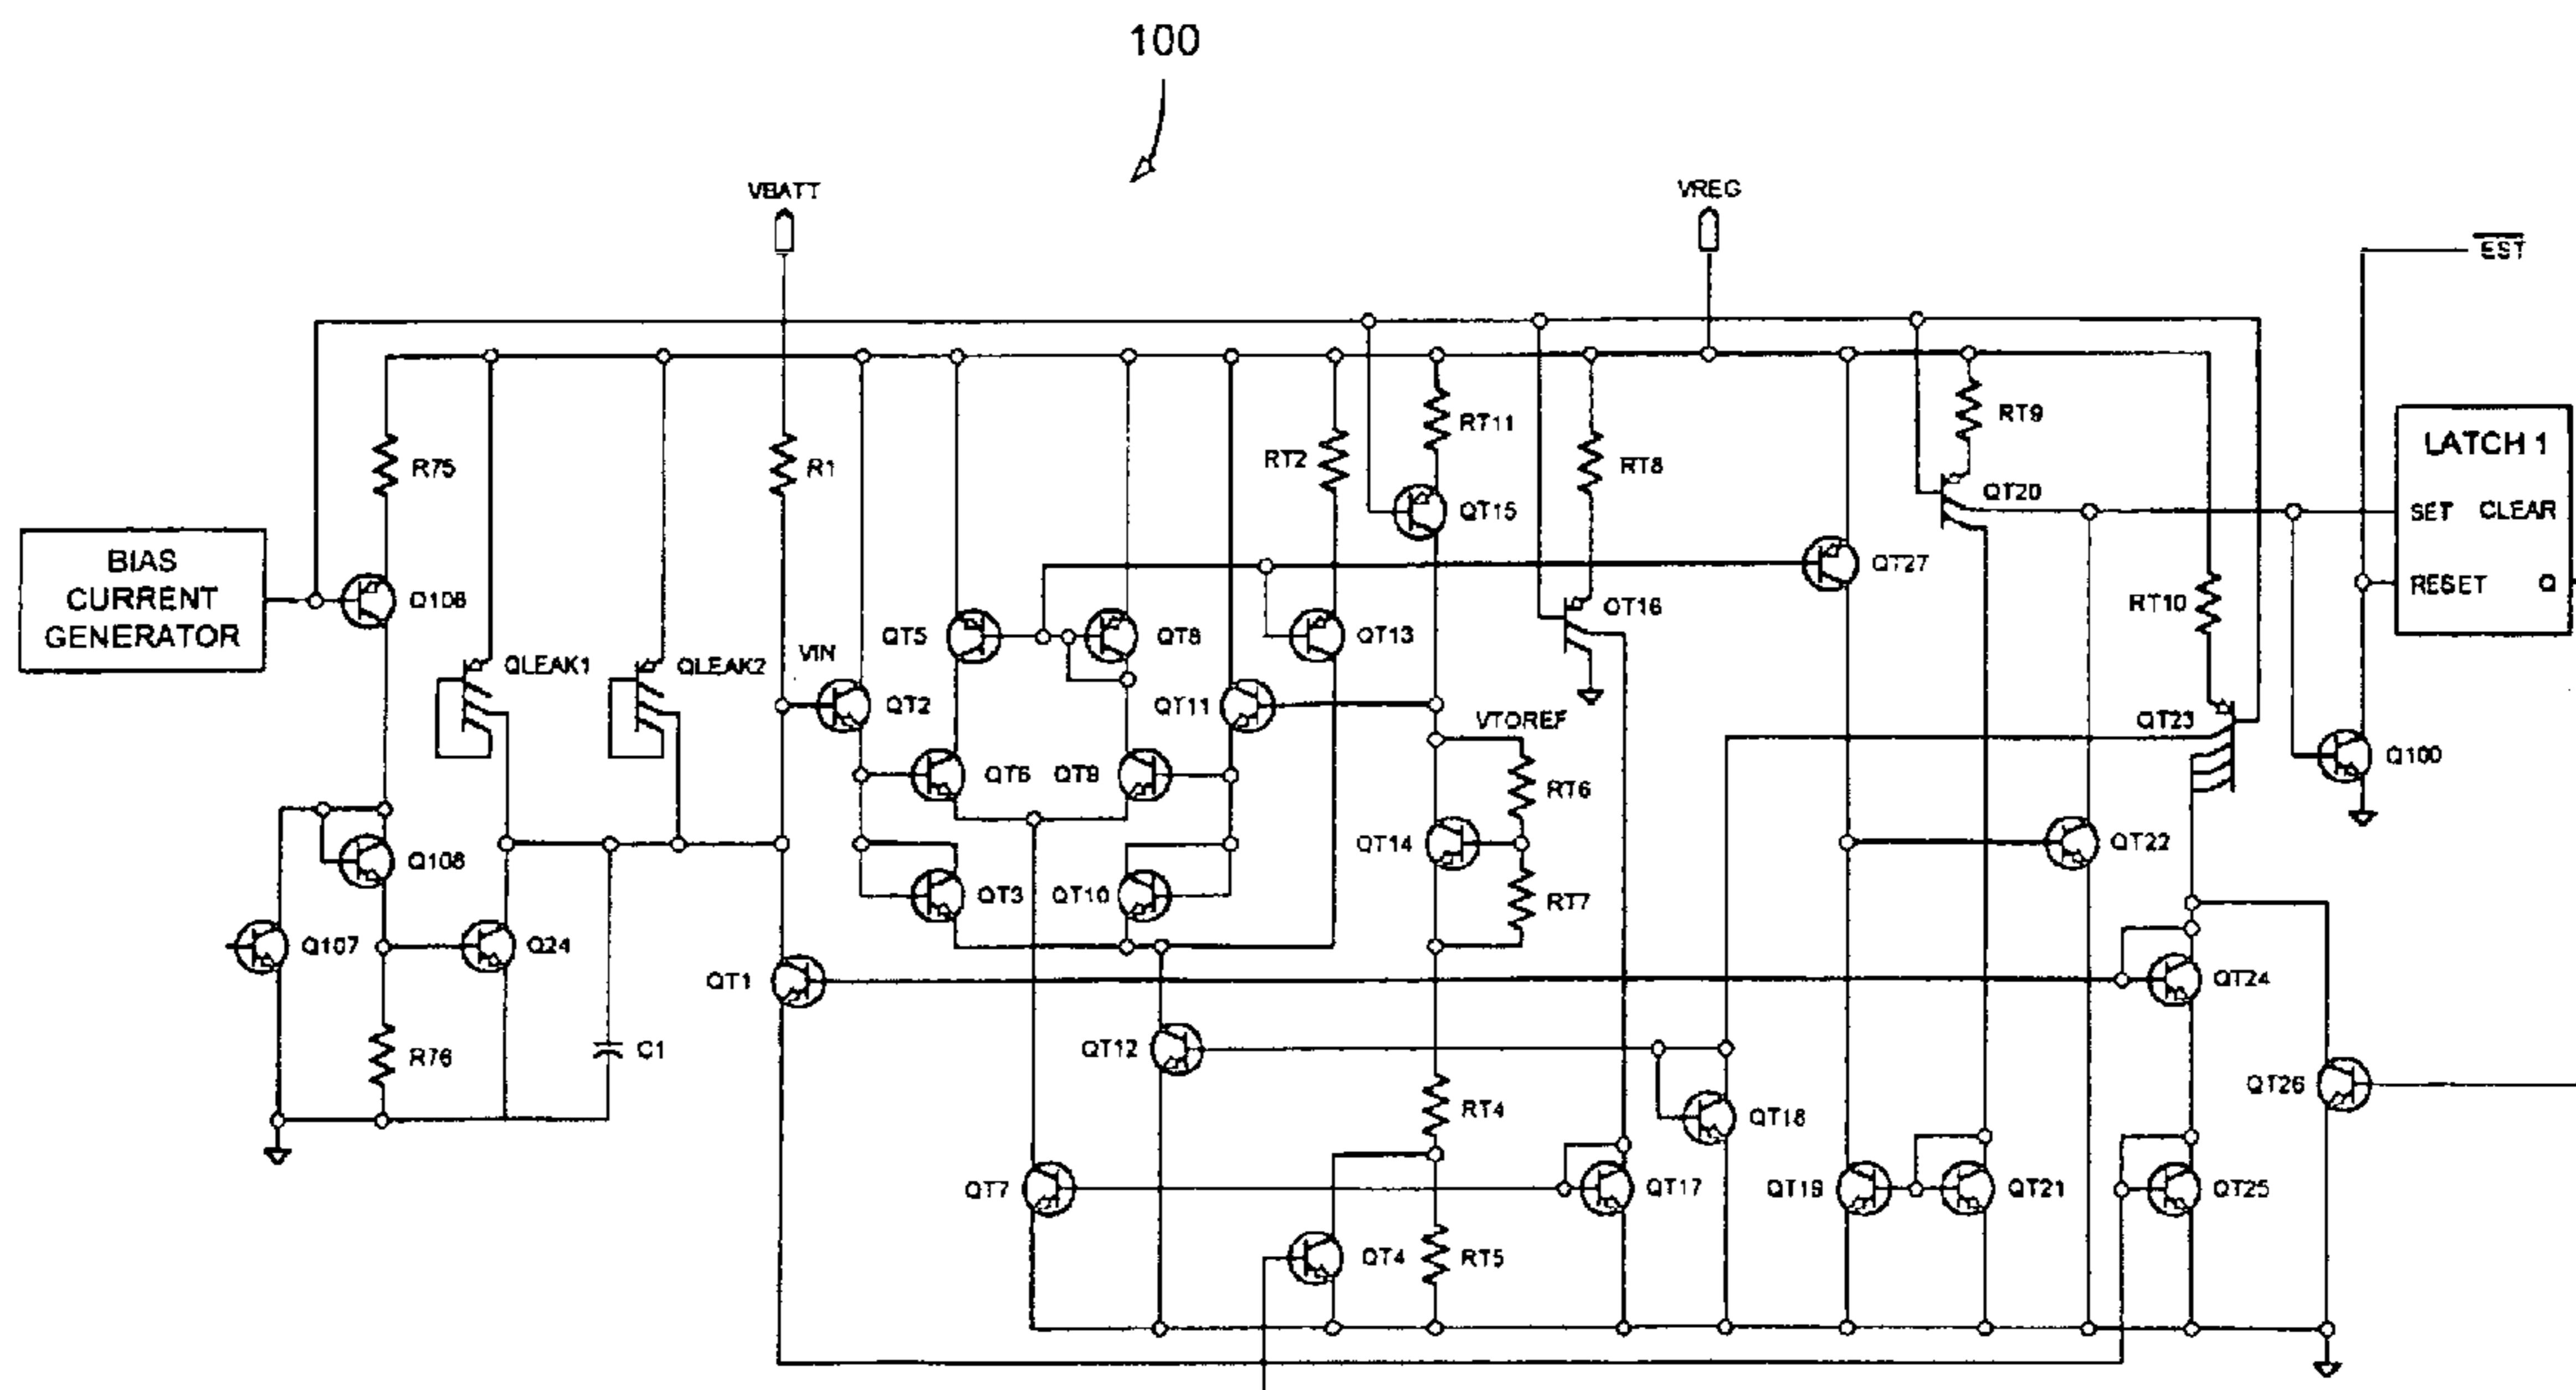 100
VBATT
VREG
EST
R75
R1
RT2
RT11
RT8
RT9
LATCH 1
SET CLEAR
RESET Q
BIAS
CURRENT
GENERATOR
Q106
QLEAK1
QLEAK2
VIN
QT2
QT5
QT8
QT13
QT11
QT15
QT16
QT27
QT20
RT10
QT23
Q100
VTOREF
QT6
QT9
RT6
QT14
RT7
QT22
Q108
Q107
Q24
QT3
QT10
QT1
QT24
R76
C1
QT12
RT4
QT18
QT26
QT7
QT17
QT19
QT21
QT25
QT4
RT5